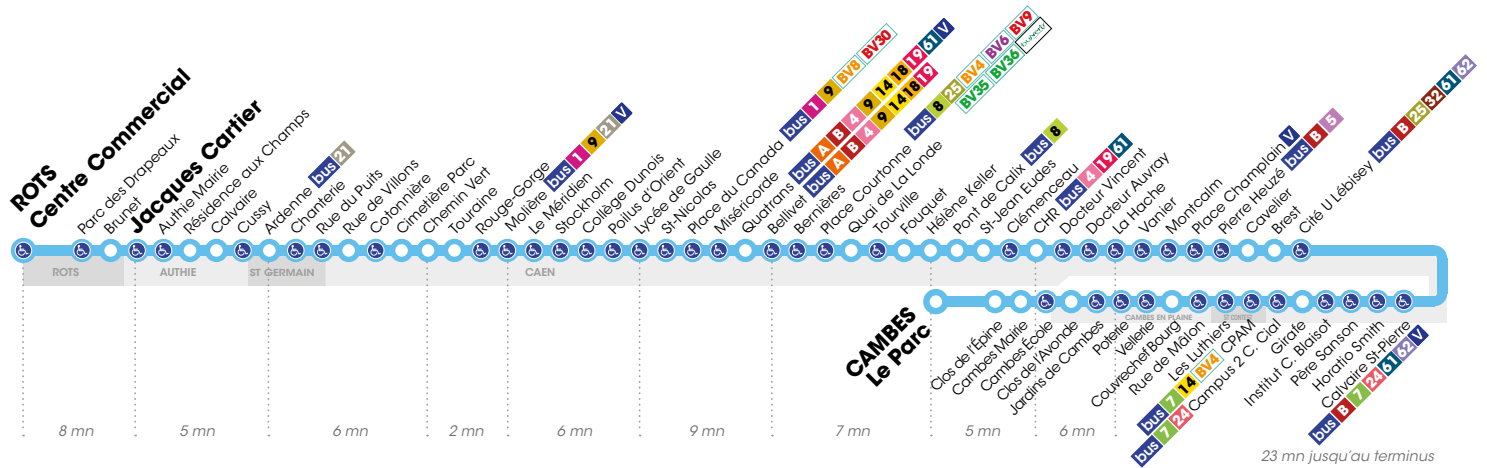 ROTS
Centre Commercial
Parc des Drapeaux
Brunet
Jacques Cartier
Authie Mairie
Résidence aux Champs
Calvaire
Cussy
Ardenne bus 21
Chanterie
Rue du Puits
Rue de Villons
Cotonnière
Cimetière Parc
Chemin Vert
Touraine
Rouge-Gorge
Molière bus 1 9 21 V
Le Méridien
Stockholm
Collège Dunois
Polius d'Orient
Lycée de Gaulle
St-Nicolas
Place du Canada bus 1 9 BV8 BV30
Miséricorde
Quatrans bus A B 4 9 14 18 19 61 V
Bellivet bus A B 4 9 14 18 19
Bernières
Place Courtonne bus 8 25 BV4 BV6 BV9
BV35 BV36
Quai de La Londe
Tourville
Fouquet
Hélène Keller
Pont de Calix bus 8
St-Jean Eudes
Clémenceau
CHR bus 4 19 61
Docteur Vincent
Docteur Auvray
La Hache
Vanier
Montcalm
Place Champlain V
Pierre Heuzé bus B 5
Cavelier
Brest
Cité U Lébisey bus B 25 32 61 62
ROTS
AUTHIE
ST GERMAIN
CAEN
CAMBES EN PLAINE
ST CONTEST
CAMBES
Le Parc
Clos de l'Épine
Cambes Mairie
Cambes École
Clos de l'Avonde
Jardins de Cambes
Poterie
Vellerie
Couvrechef Bourg
Rue de Mâlon
Les Luthiers
bus 7 14 BV4 CPAM
bus 7 24 Campus 2 C. Cial
Girafe
Institut C. Blaisot
Père Sanson
Horatio Smith
Calvaire St-Pierre
bus B 7 24 61 62 V
8 mn
5 mn
6 mn
2 mn
6 mn
9 mn
7 mn
5 mn
6 mn
23 mn jusqu'au terminus